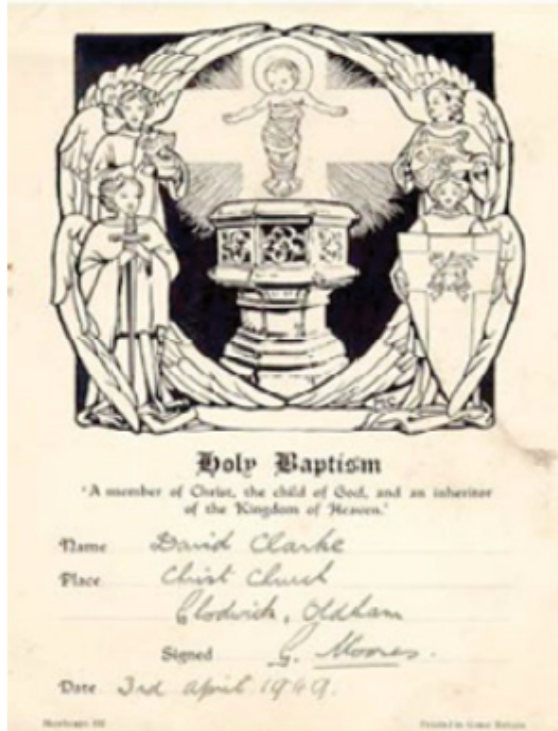 Holy Baptism
'A member of Christ, the child of God, and an inheritor
of the Kingdom of Heaven.'
Name David Clarke
Place Christ Church
Glodwick, Oldham
Signed G. Moores.
Date 3rd April 1949.
Printed in Great Britain